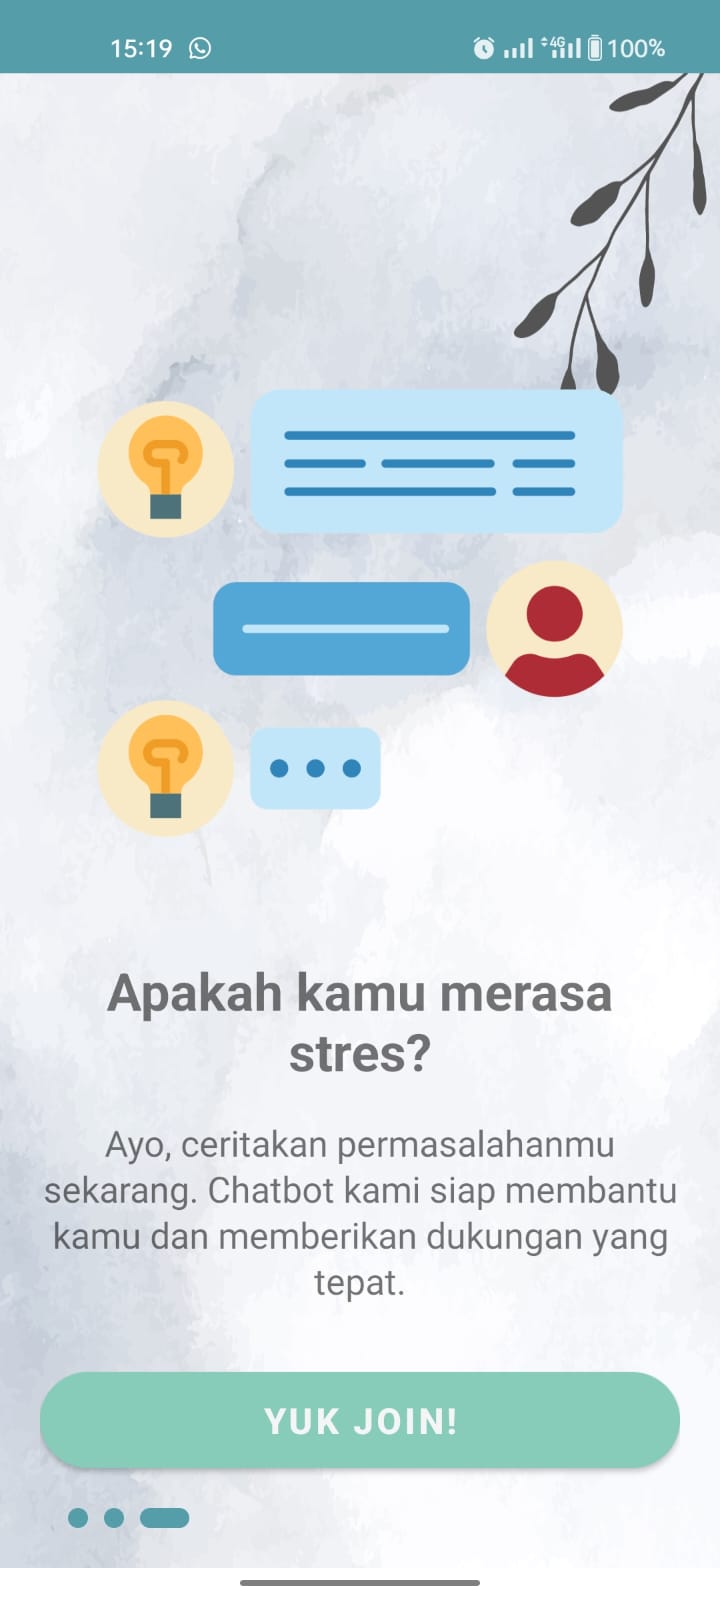 15:19
4G
100%
Apakah kamu merasa
stres?
Ayo, ceritakan permasalahanmu
sekarang. Chatbot kami siap membantu
kamu dan memberikan dukungan yang
tepat.
YUK JOIN!